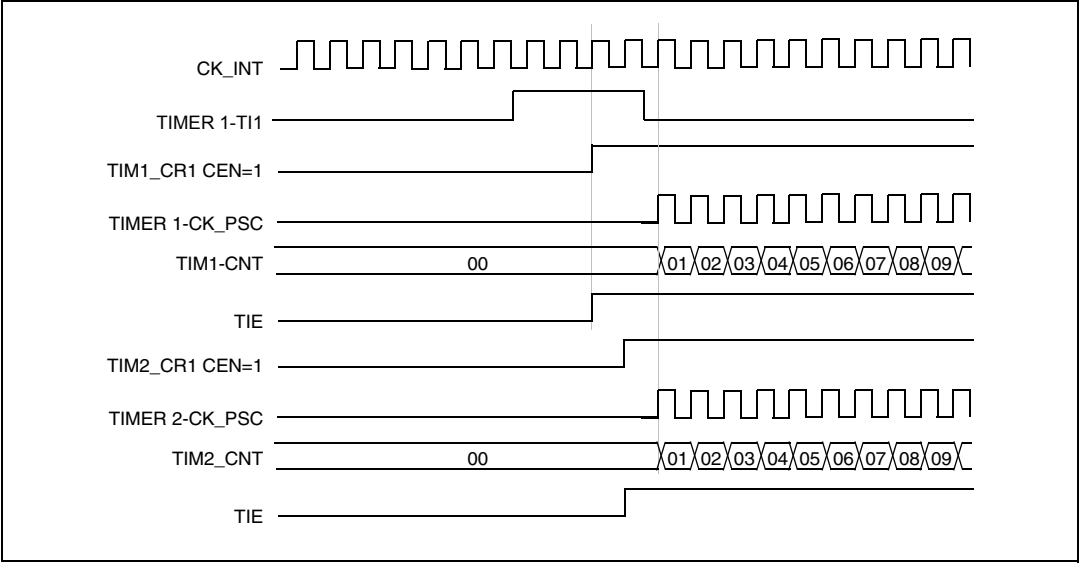 CK_INT
TIMER 1-TI1
TIM1_CR1 CEN=1
TIMER 1-CK_PSC
TIM1-CNT 00 01 02 03 04 05 06 07 08 09
TIE
TIM2_CR1 CEN=1
TIMER 2-CK_PSC
TIM2_CNT 00 01 02 03 04 05 06 07 08 09
TIE